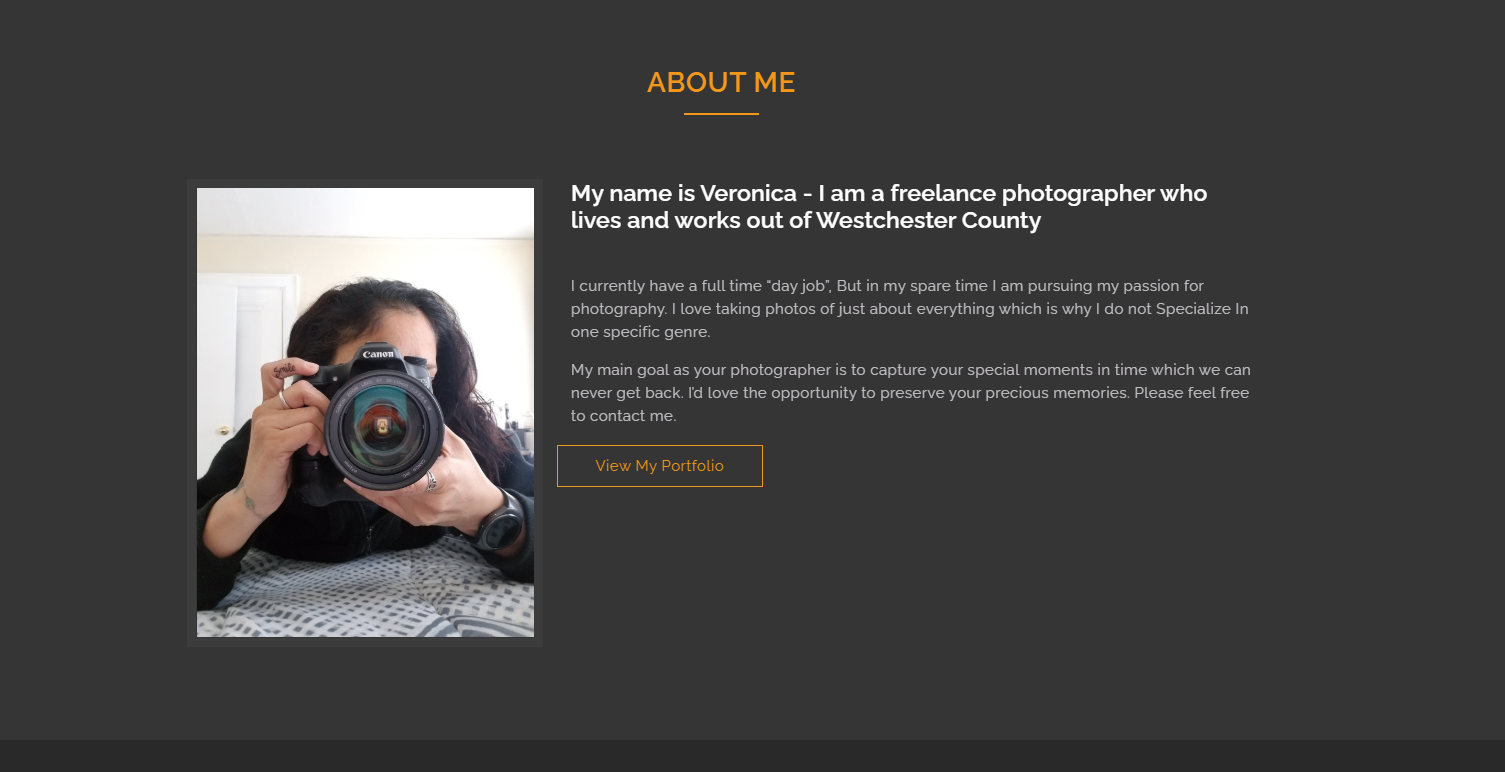 ABOUT ME
My name is Veronica - I am a freelance photographer who
lives and works out of Westchester County
I currently have a full time “day job”, But in my spare time I am pursuing my passion for
photography. I love taking photos of just about everything which is why I do not Specialize In
one specific genre.
My main goal as your photographer is to capture your special moments in time which we can
never get back. I’d love the opportunity to preserve your precious memories. Please feel free
to contact me.
View My Portfolio
Canon
Smile